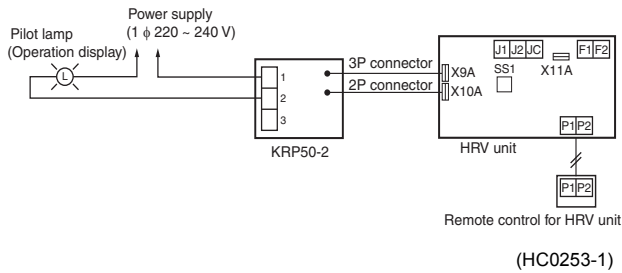 Power supply
(1 ϕ 220 ~ 240 V)
Pilot lamp
(Operation display)
L
1
2
3
KRP50-2
3P connector
2P connector
X9A
X10A
J1 J2 JC
F1 F2
SS1
X11A
P1 P2
HRV unit
P1 P2
Remote control for HRV unit
(HC0253-1)